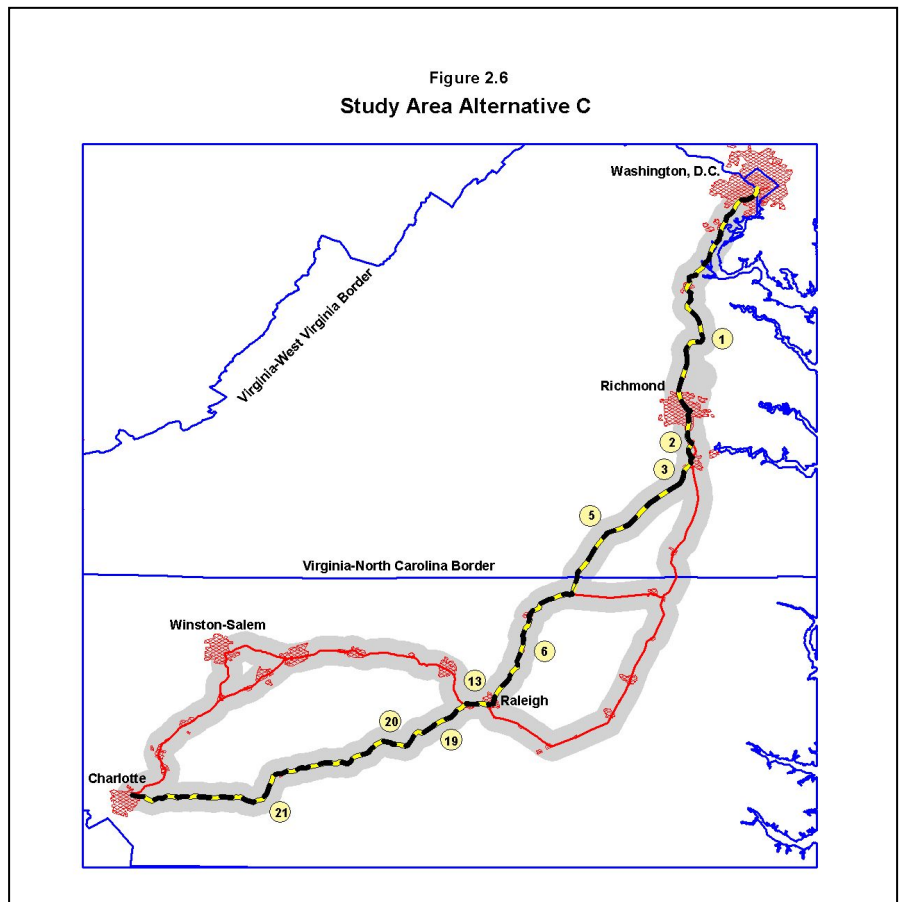 Figure 2.6
Study Area Alternative C
Washington, D.C.
Virginia-West Virginia Border
1
Richmond
2
3
5
Virginia-North Carolina Border
Winston-Salem
6
13
Raleigh
20
19
Charlotte
21